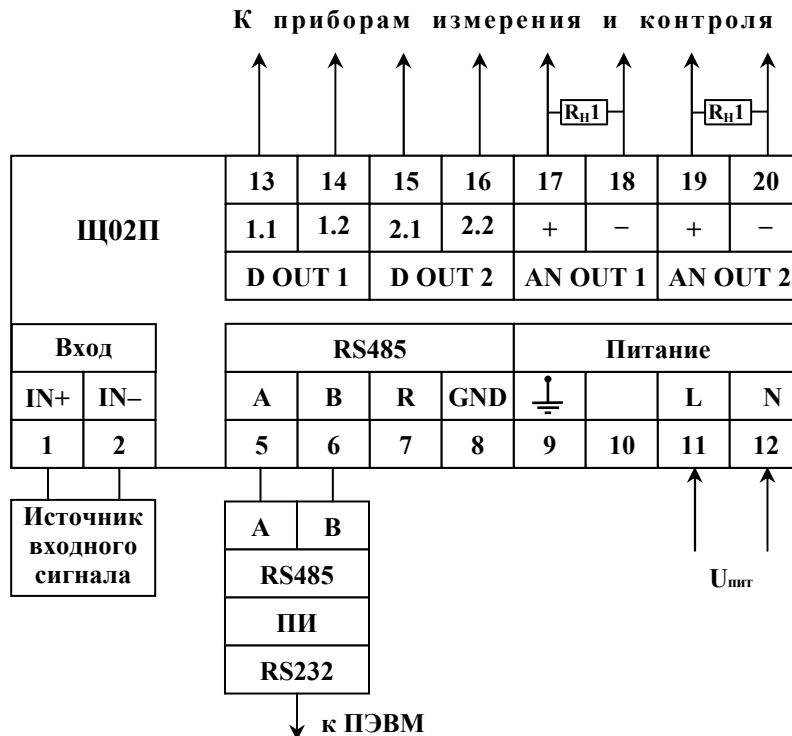 К приборам измерения и контроля
Rн1 Rн1
13 14 15 16 17 18 19 20
Щ02П 1.1 1.2 2.1 2.2 + − + −
D OUT 1 D OUT 2 AN OUT 1 AN OUT 2
Вход RS485 Питание
IN+ IN– A B R GND L N
1 2 5 6 7 8 9 10 11 12
Источник
входного
сигнала
A B
RS485
ПИ
RS232
Uпит
к ПЭВМ